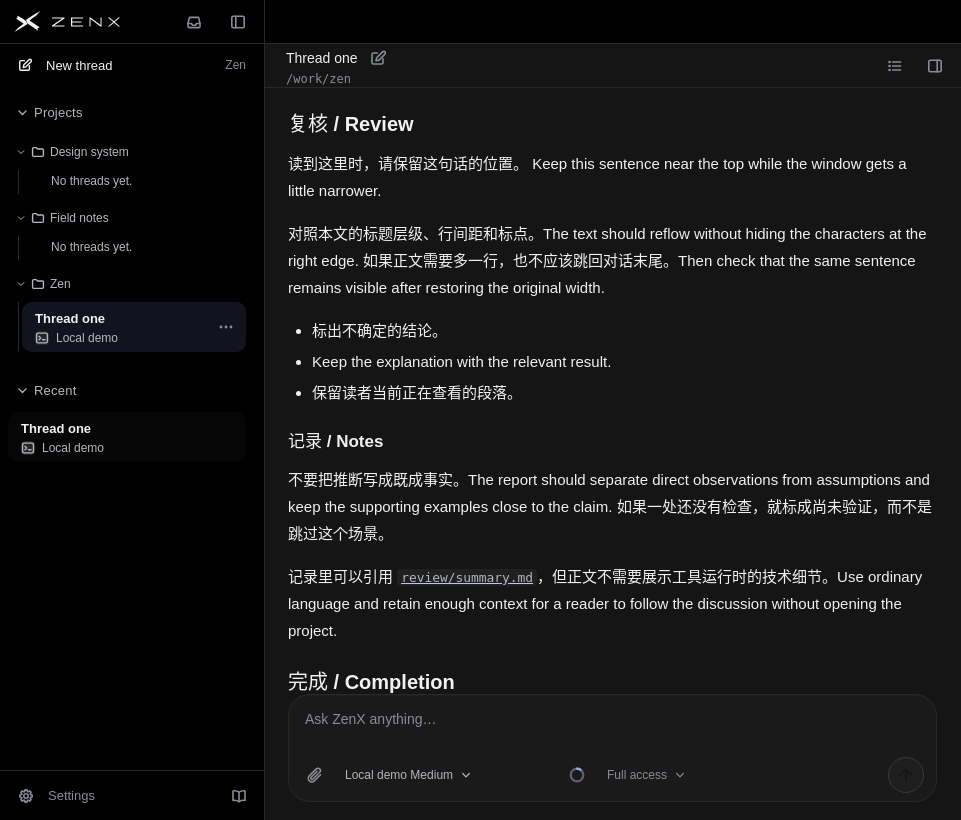 ZENX
New thread
Zen
Projects
Design system
No threads yet.
Field notes
No threads yet.
Zen
Thread one
Local demo
Recent
Thread one
Local demo
Settings
Thread one
/work/zen
复核 / Review
读到这里时，请保留这句话的位置。 Keep this sentence near the top while the window gets a
little narrower.
对照本文的标题层级、行间距和标点。The text should reflow without hiding the characters at the
right edge. 如果正文需要多一行，也不应该跳回对话末尾。Then check that the same sentence
remains visible after restoring the original width.
• 标出不确定的结论。
• Keep the explanation with the relevant result.
• 保留读者当前正在查看的段落。
记录 / Notes
不要把推断写成既成事实。The report should separate direct observations from assumptions and
keep the supporting examples close to the claim. 如果一处还没有检查，就标成尚未验证，而不是
跳过这个场景。
记录里可以引用 review/summary.md，但正文不需要展示工具运行时的技术细节。Use ordinary
language and retain enough context for a reader to follow the discussion without opening the
project.
完成 / Completion
Ask ZenX anything…
Local demo Medium
Full access